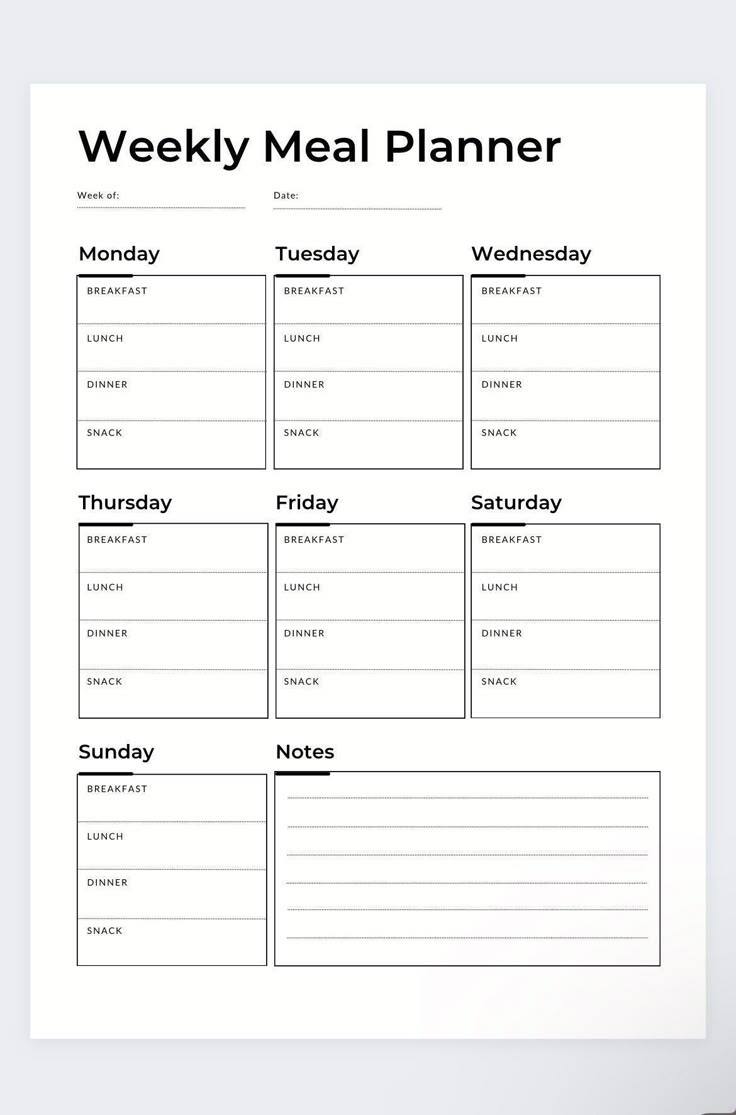 Weekly Meal Planner
Week of: Date:
Monday Tuesday Wednesday
BREAKFAST BREAKFAST BREAKFAST
LUNCH LUNCH LUNCH
DINNER DINNER DINNER
SNACK SNACK SNACK
Thursday Friday Saturday
BREAKFAST BREAKFAST BREAKFAST
LUNCH LUNCH LUNCH
DINNER DINNER DINNER
SNACK SNACK SNACK
Sunday Notes
BREAKFAST
LUNCH
DINNER
SNACK